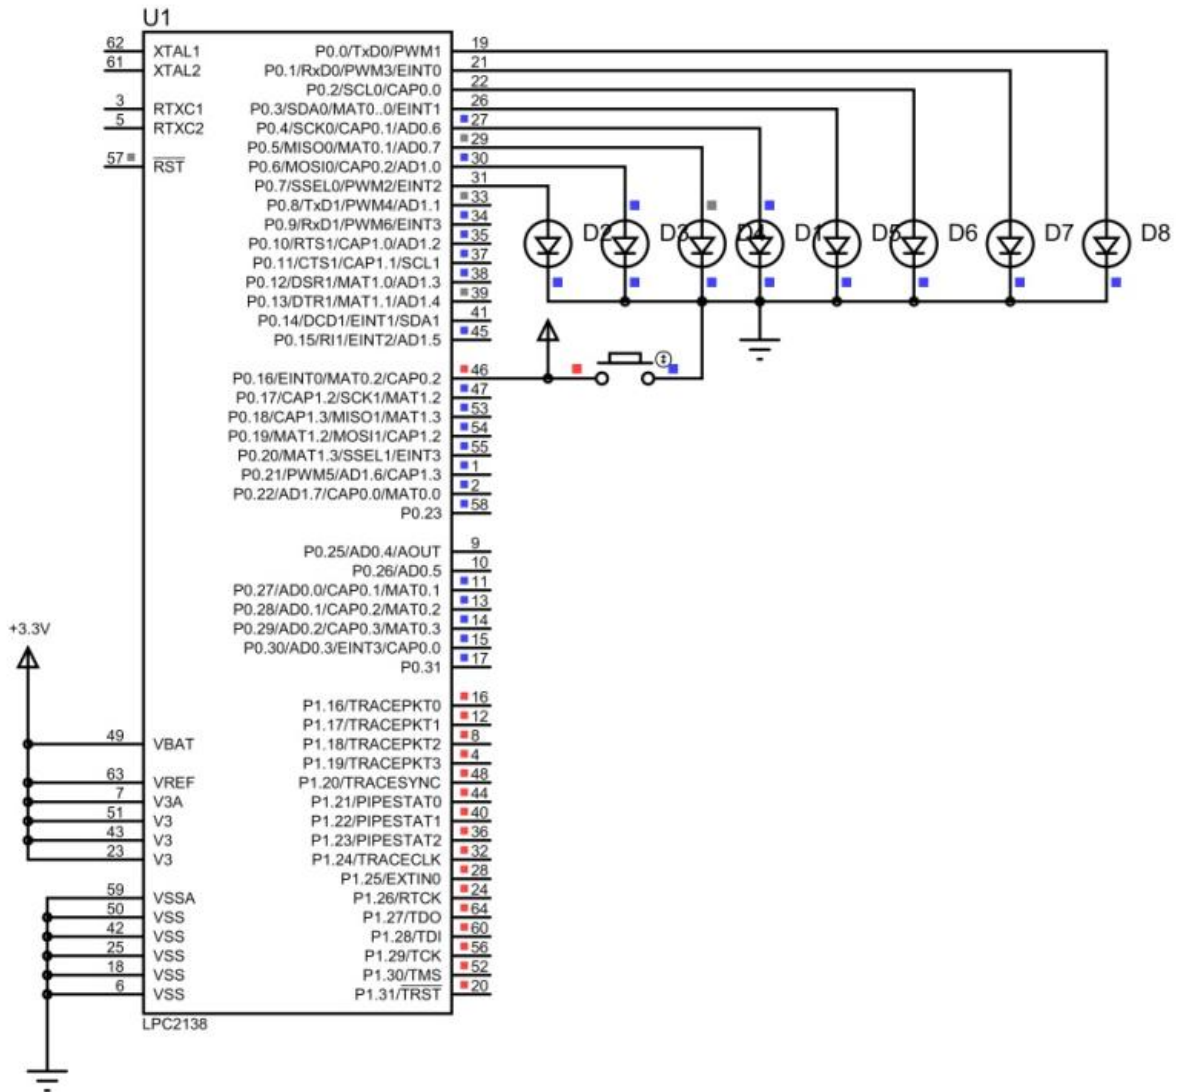 U1
62 XTAL1 P0.0/TxD0/PWM1 19
61 XTAL2 P0.1/RxD0/PWM3/EINT0 21
P0.2/SCL0/CAP0.0 22
3 RTXC1 P0.3/SDA0/MAT0..0/EINT1 26
5 RTXC2 P0.4/SCK0/CAP0.1/AD0.6 27
P0.5/MISO0/MAT0.1/AD0.7 29
57 RST P0.6/MOSI0/CAP0.2/AD1.0 30
P0.7/SSEL0/PWM2/EINT2 31
P0.8/TxD1/PWM4/AD1.1 33
P0.9/RxD1/PWM6/EINT3 34
D2 D3 D4 D1 D5 D6 D7 D8
P0.10/RTS1/CAP1.0/AD1.2 35
P0.11/CTS1/CAP1.1/SCL1 37
P0.12/DSR1/MAT1.0/AD1.3 38
P0.13/DTR1/MAT1.1/AD1.4 39
P0.14/DCD1/EINT1/SDA1 41
P0.15/RI1/EINT2/AD1.5 45
P0.16/EINT0/MAT0.2/CAP0.2 46
P0.17/CAP1.2/SCK1/MAT1.2 47
P0.18/CAP1.3/MISO1/MAT1.3 53
P0.19/MAT1.2/MOSI1/CAP1.2 54
P0.20/MAT1.3/SSEL1/EINT3 55
P0.21/PWM5/AD1.6/CAP1.3 1
P0.22/AD1.7/CAP0.0/MAT0.0 2
P0.23 58
P0.25/AD0.4/AOUT 9
P0.26/AD0.5 10
P0.27/AD0.0/CAP0.1/MAT0.1 11
P0.28/AD0.1/CAP0.2/MAT0.2 13
P0.29/AD0.2/CAP0.3/MAT0.3 14
+3.3V
P0.30/AD0.3/EINT3/CAP0.0 15
P0.31 17
P1.16/TRACEPKT0 16
P1.17/TRACEPKT1 12
49 VBAT P1.18/TRACEPKT2 8
P1.19/TRACEPKT3 4
63 VREF P1.20/TRACESYNC 48
7 V3A P1.21/PIPESTAT0 44
51 V3 P1.22/PIPESTAT1 40
43 V3 P1.23/PIPESTAT2 36
23 V3 P1.24/TRACECLK 32
P1.25/EXTIN0 28
59 VSSA P1.26/RTCK 24
50 VSS P1.27/TDO 64
42 VSS P1.28/TDI 60
25 VSS P1.29/TCK 56
18 VSS P1.30/TMS 52
6 VSS P1.31/TRST 20
LPC2138